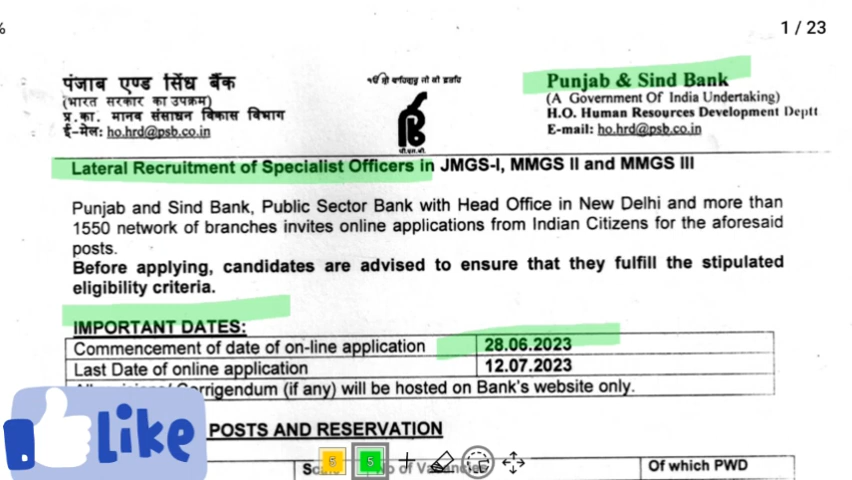 1 / 23
पंजाब एण्ड सिंध बैंक
(भारत सरकार का उपक्रम)
प्र.का. मानव संसाधन विकास विभाग
ई-मेल: ho.hrd@psb.co.in
Punjab & Sind Bank
(A Government Of India Undertaking)
H.O. Human Resources Development Deptt
E-mail: ho.hrd@psb.co.in
Lateral Recruitment of Specialist Officers in JMGS-I, MMGS II and MMGS III
Punjab and Sind Bank, Public Sector Bank with Head Office in New Delhi and more than
1550 network of branches invites online applications from Indian Citizens for the aforesaid
posts.
Before applying, candidates are advised to ensure that they fulfill the stipulated
eligibility criteria.
IMPORTANT DATES:
Commencement of date of on-line application 28.06.2023
Last Date of online application 12.07.2023
(if any) will be hosted on Bank's website only.
Like
POSTS AND RESERVATION
5 5
No of Vacancies
Of which PWD